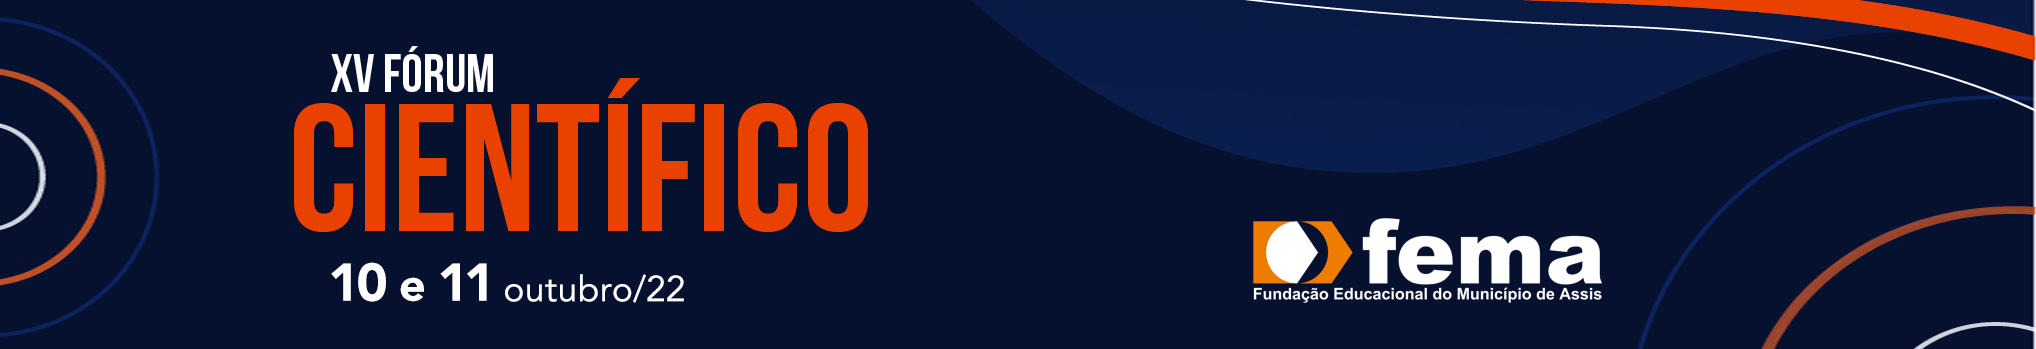 XV FÓRUM
CIENTÍFICO
10 e 11 outubro/22
fema
Fundação Educacional do Município de Assis